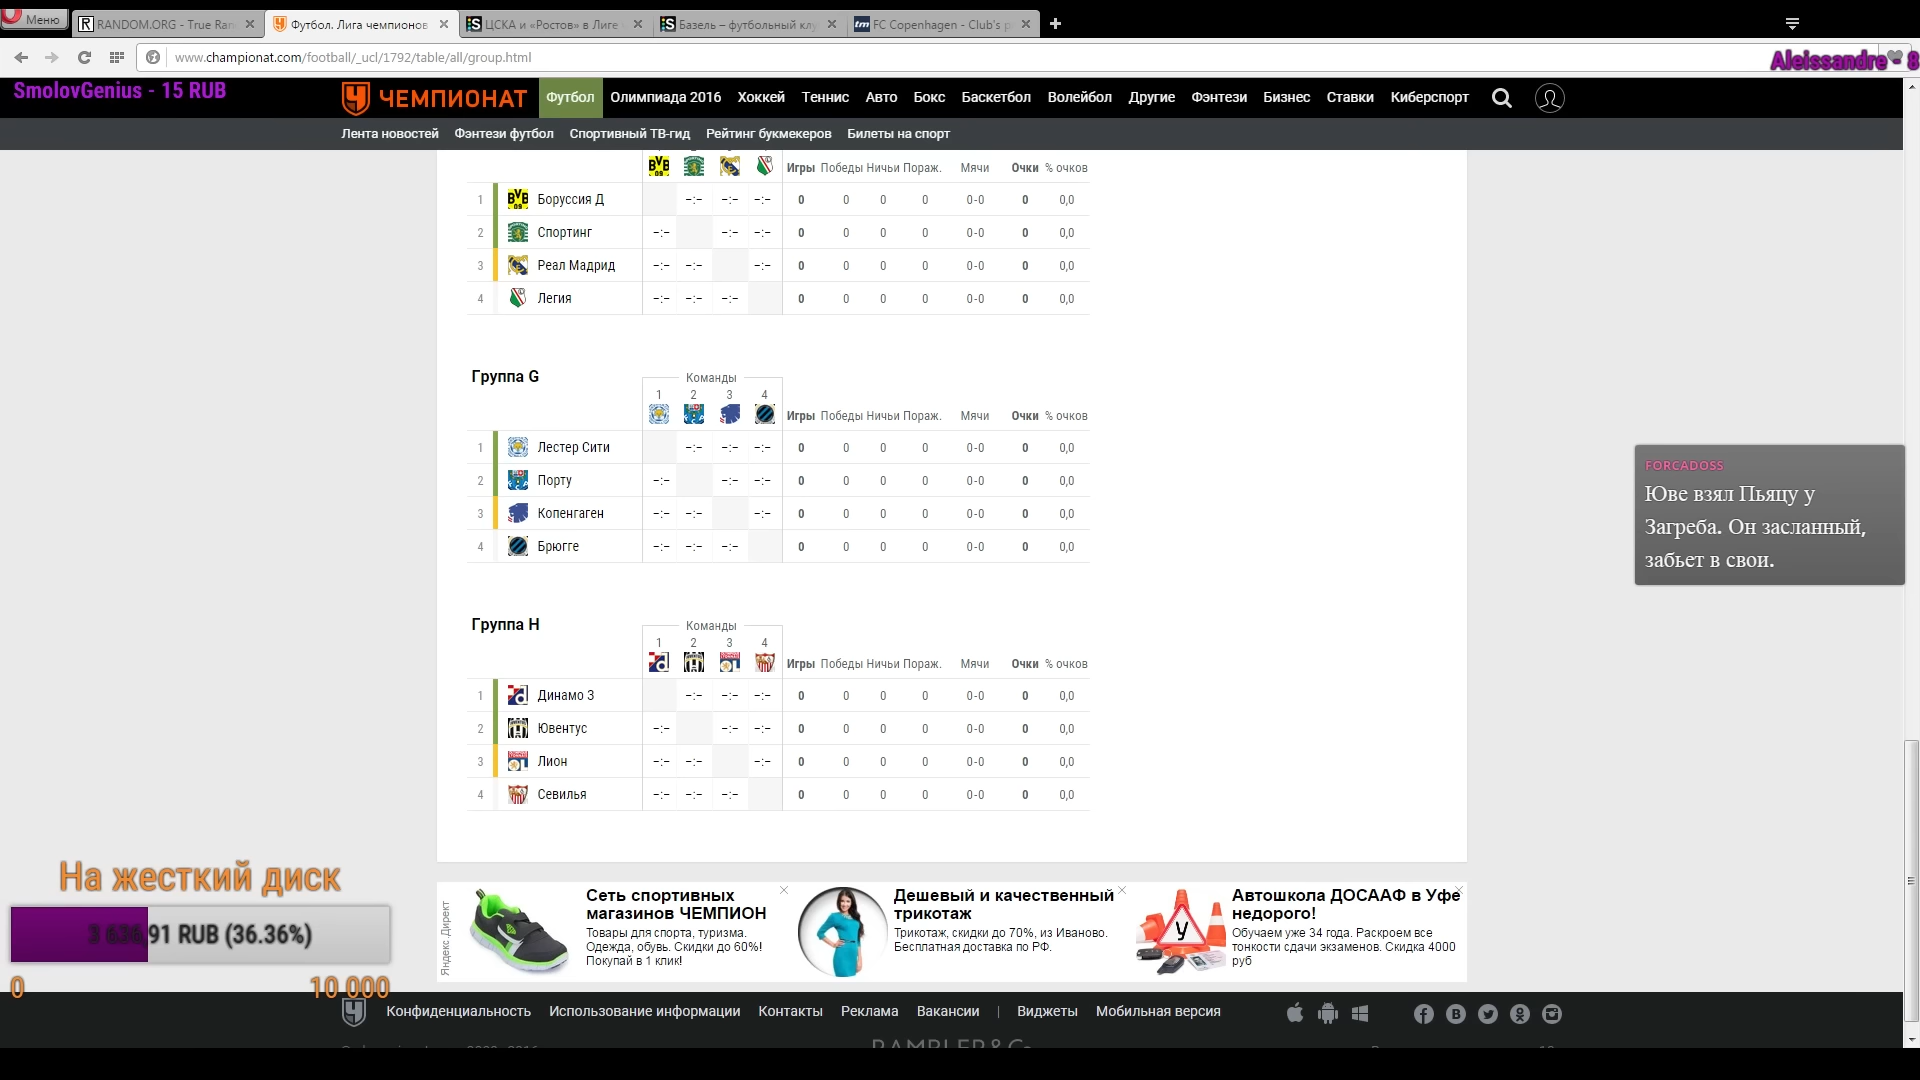 Меню
RANDOM.ORG - True Ran
Футбол. Лига чемпионов
ЦСКА и «Ростов» в Лиге
Базель – футбольный клу
FC Copenhagen - Club's p
www.championat.com/football/_ucl/1792/table/all/group.html
Aleissandre - 8
SmolovGenius - 15 RUB
ЧЕМПИОНАТ
Футбол Олимпиада 2016 Хоккей Теннис Авто Бокс Баскетбол Волейбол Другие Фэнтези Бизнес Ставки Киберспорт
Лента новостей Фэнтези футбол Спортивный ТВ-гид Рейтинг букмекеров Билеты на спорт
Игры Победы Ничьи Пораж. Мячи Очки % очков
1 Боруссия Д -:- -:- -:- 0 0 0 0 0-0 0 0,0
2 Спортинг -:- -:- -:- 0 0 0 0 0-0 0 0,0
3 Реал Мадрид -:- -:- -:- 0 0 0 0 0-0 0 0,0
4 Легия -:- -:- -:- 0 0 0 0 0-0 0 0,0
Группа G
Команды
1 2 3 4
Игры Победы Ничьи Пораж. Мячи Очки % очков
1 Лестер Сити -:- -:- -:- 0 0 0 0 0-0 0 0,0
2 Порту -:- -:- -:- 0 0 0 0 0-0 0 0,0
3 Копенгаген -:- -:- -:- 0 0 0 0 0-0 0 0,0
4 Брюгге -:- -:- -:- 0 0 0 0 0-0 0 0,0
FORCADOSS
Юве взял Пьяцу у
Загреба. Он засланный,
забьет в свои.
Группа H
Команды
1 2 3 4
Игры Победы Ничьи Пораж. Мячи Очки % очков
1 Динамо З -:- -:- -:- 0 0 0 0 0-0 0 0,0
2 Ювентус -:- -:- -:- 0 0 0 0 0-0 0 0,0
3 Лион -:- -:- -:- 0 0 0 0 0-0 0 0,0
4 Севилья -:- -:- -:- 0 0 0 0 0-0 0 0,0
На жесткий диск
3 636.91 RUB (36.36%)
0 10 000
Яндекс.Директ
Сеть спортивных
магазинов ЧЕМПИОН
Товары для спорта, туризма.
Одежда, обувь. Скидки до 60%!
Покупай в 1 клик!
Дешевый и качественный
трикотаж
Трикотаж, скидки до 70%, из Иваново.
Бесплатная доставка по РФ.
Автошкола ДОСААФ в Уфе
недорого!
Обучаем уже 34 года. Раскроем все
тонкости сдачи экзаменов. Скидка 4000
руб
Конфиденциальность Использование информации Контакты Реклама Вакансии | Виджеты Мобильная версия
RAMBLER&Co